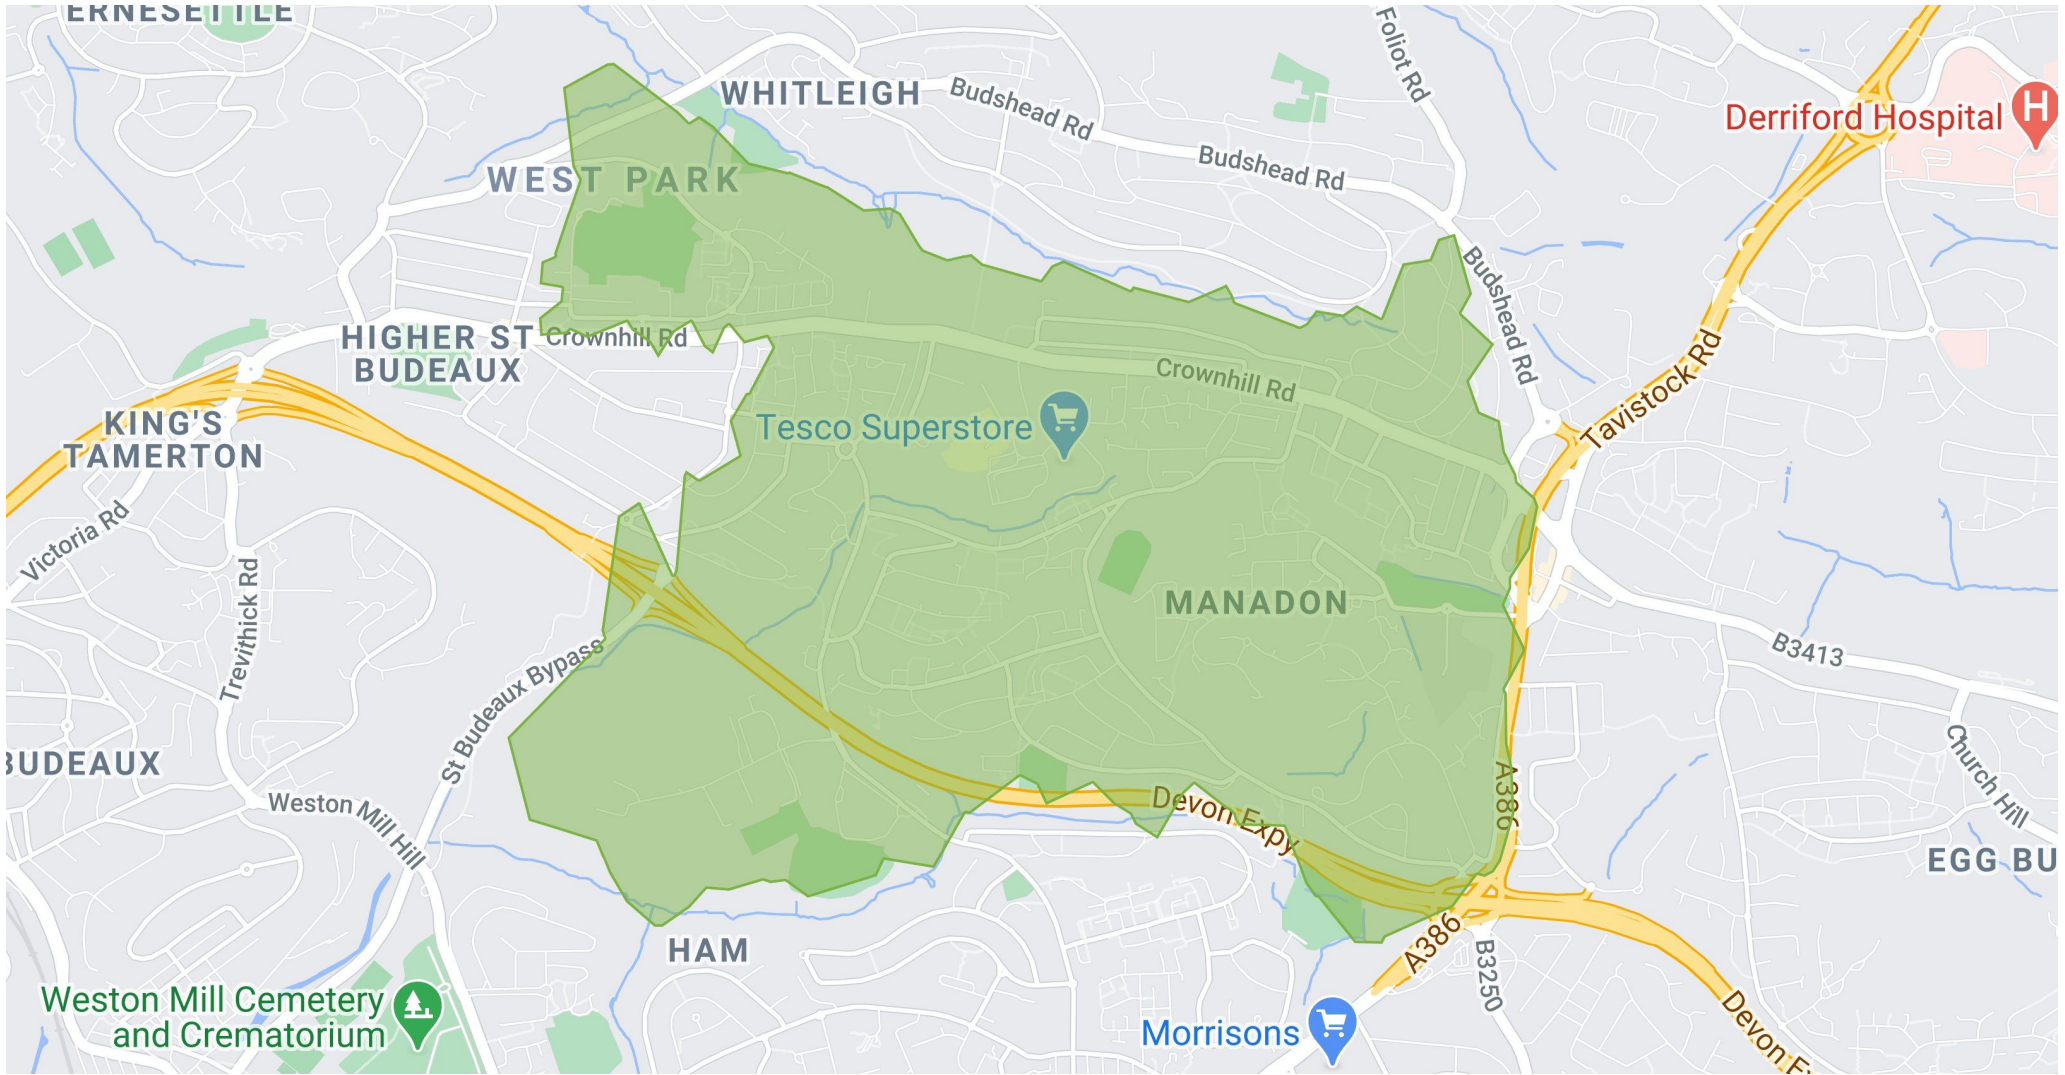 ERNESETTLE
Foliot Rd
WHITLEIGH
Budshead Rd
Derriford Hospital
H
Budshead Rd
WEST PARK
Budshead Rd
HIGHER ST
BUDEAUX
Crownhill Rd
Crownhill Rd
Tavistock Rd
KING'S
TAMERTON
Tesco Superstore
Victoria Rd
Trevithick Rd
MANADON
B3413
St Budeaux Bypass
BUDEAUX
Weston Mill Hill
Devon Expy
A386
Church Hill
EGG BU
HAM
A386
B3250
Weston Mill Cemetery
and Crematorium
Morrisons
Devon Ex